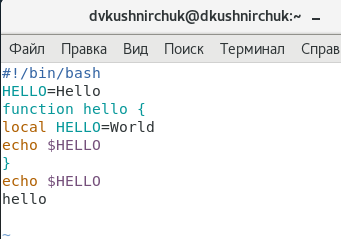 dvkushnirchuk@dkushnirchuk:~
Файл Правка Вид Поиск Терминал Справ
#!/bin/bash
HELLO=Hello
function hello {
local HELLO=World
echo $HELLO
}
echo $HELLO
hello
~